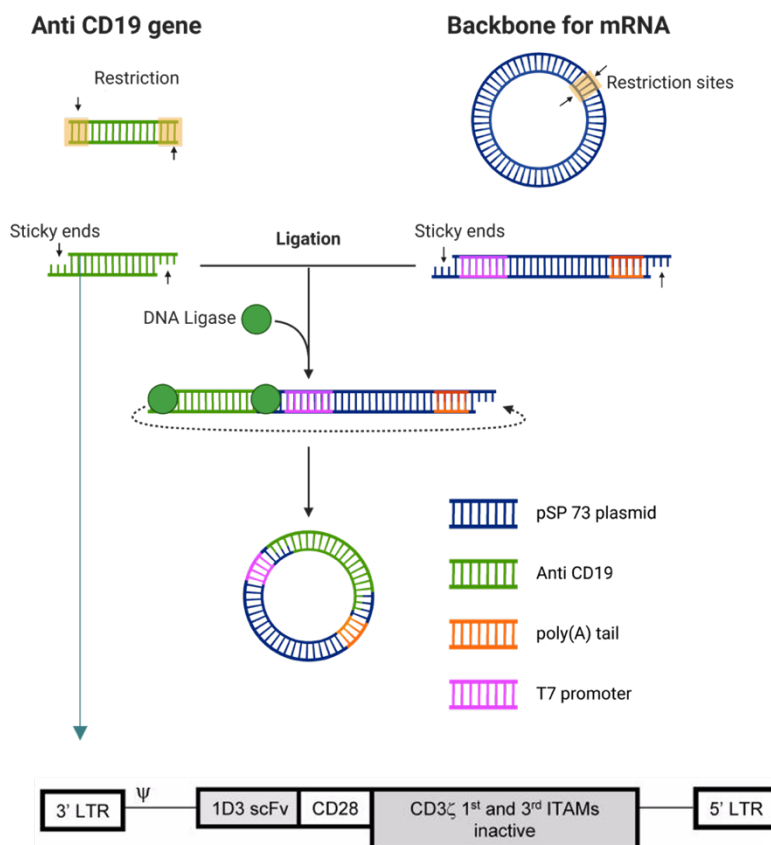 Anti CD19 gene
Backbone for mRNA
Restriction
Restriction sites
Sticky ends
Ligation
Sticky ends
DNA Ligase
pSP 73 plasmid
Anti CD19
poly(A) tail
T7 promoter
3' LTR
Ψ
1D3 scFv
CD28
CD3ζ 1st and 3rd ITAMs
inactive
5' LTR